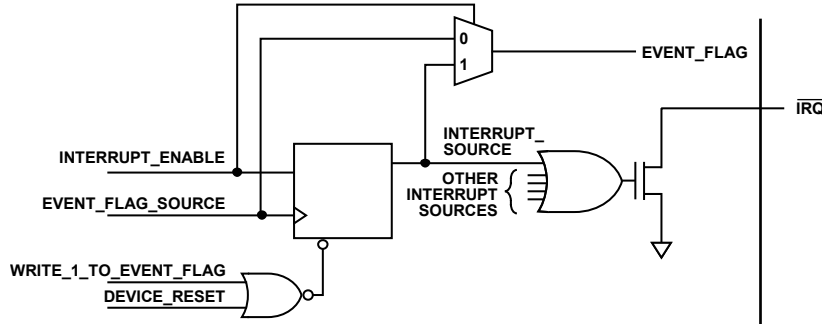 0
EVENT_FLAG
1
IRQ
INTERRUPT_
SOURCE
INTERRUPT_ENABLE
OTHER
INTERRUPT
SOURCES
EVENT_FLAG_SOURCE
WRITE_1_TO_EVENT_FLAG
DEVICE_RESET